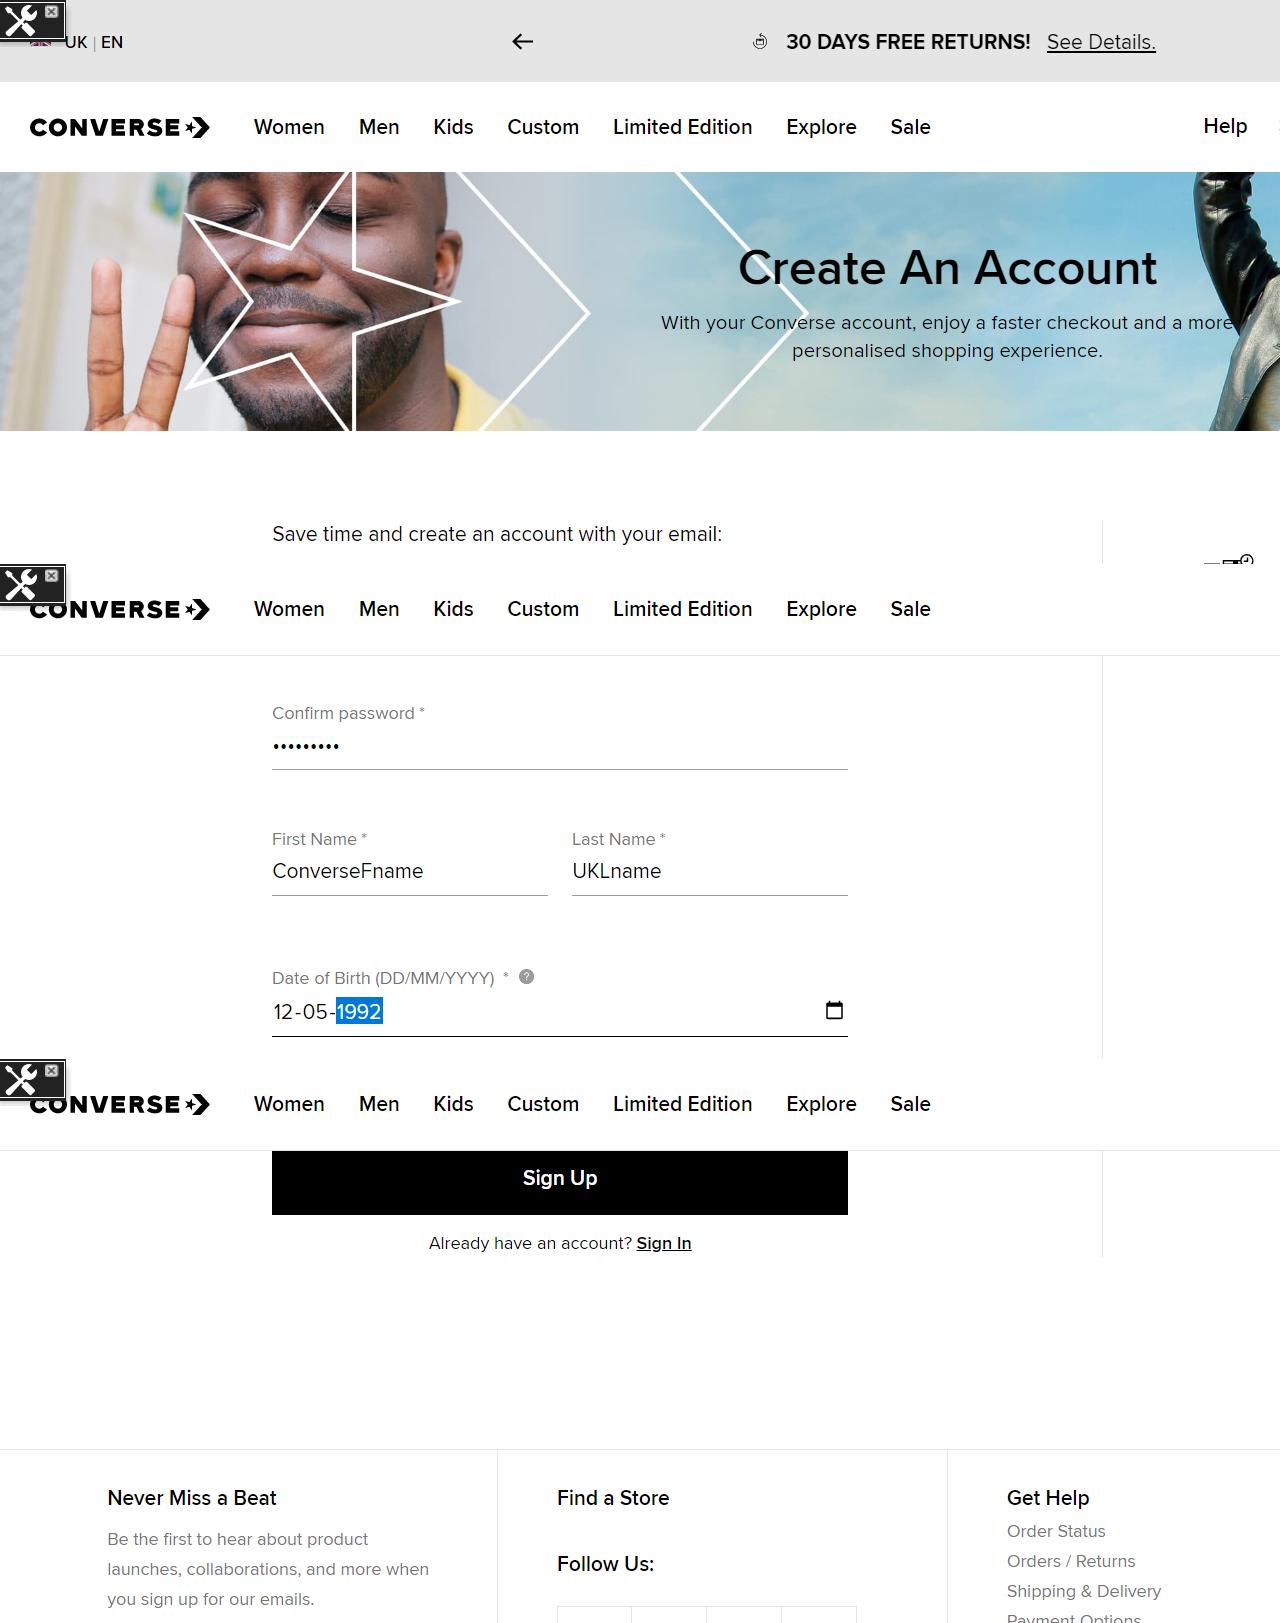 UK | EN
30 DAYS FREE RETURNS! See Details.
CONVERSE Women Men Kids Custom Limited Edition Explore Sale Help
Create An Account
With your Converse account, enjoy a faster checkout and a more
personalised shopping experience.
Save time and create an account with your email:
CONVERSE Women Men Kids Custom Limited Edition Explore Sale
Confirm password *
•••••••••
First Name * Last Name *
ConverseFname UKLname
Date of Birth (DD/MM/YYYY) * ?
12-05-1992
CONVERSE Women Men Kids Custom Limited Edition Explore Sale
Sign Up
Already have an account? Sign In
Never Miss a Beat
Be the first to hear about product
launches, collaborations, and more when
you sign up for our emails.
Find a Store
Follow Us:
Get Help
Order Status
Orders / Returns
Shipping & Delivery
Payment Options